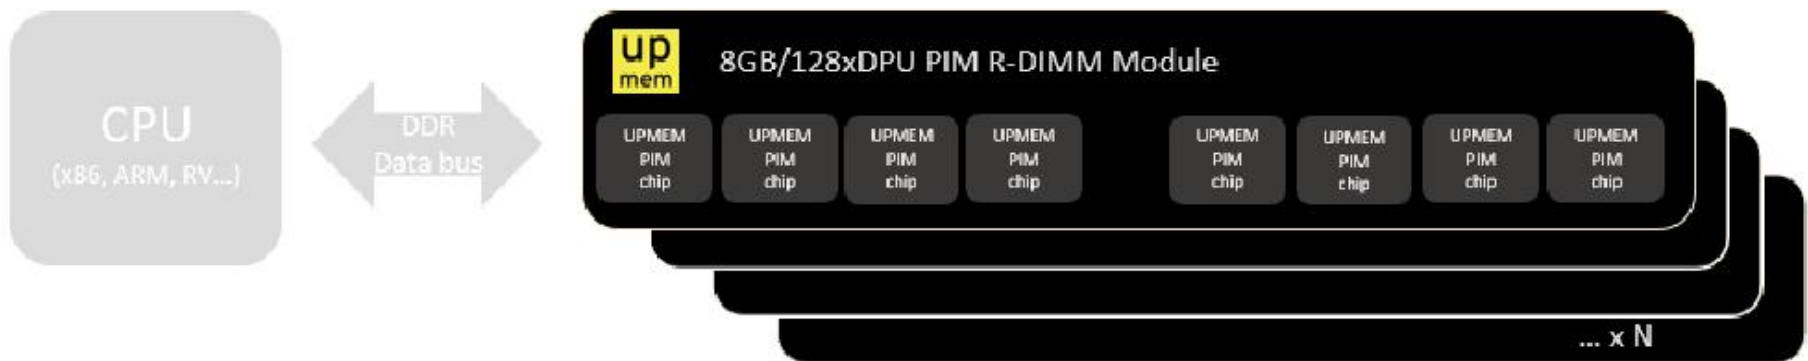 CPU
(x86, ARM, RV...)
DDR
Data bus
up
mem
8GB/128xDPU PIM R-DIMM Module
UPMEM
PIM
chip
UPMEM
PIM
chip
UPMEM
PIM
chip
UPMEM
PIM
chip
UPMEM
PIM
chip
UPMEM
PIM
chip
UPMEM
PIM
chip
UPMEM
PIM
chip
... x N